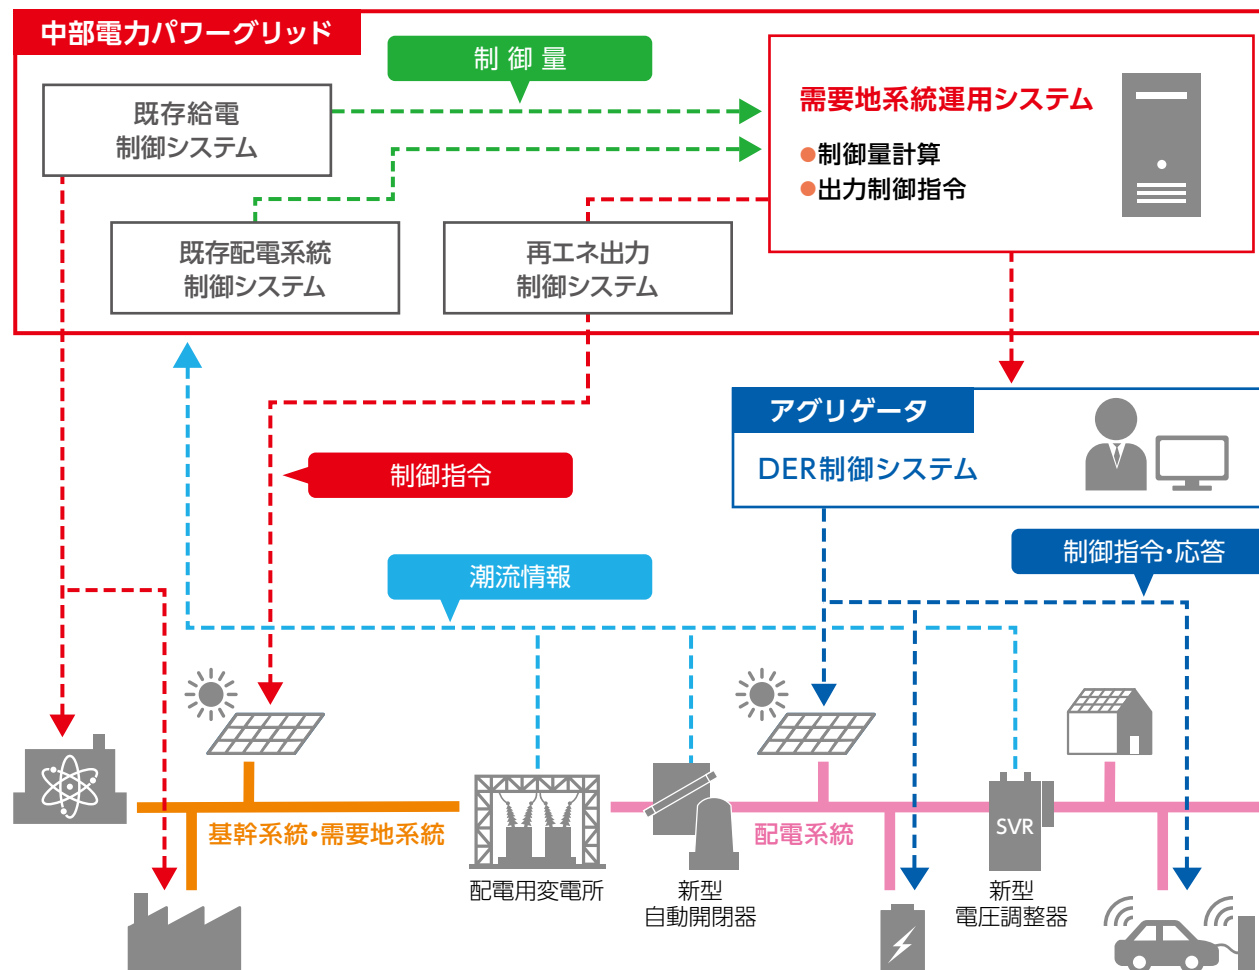 中部電力パワーグリッド
制御量
既存給電
制御システム
需要地系統運用システム
●制御量計算
●出力制御指令
既存配電系統
制御システム
再エネ出力
制御システム
アグリゲータ
DER制御システム
制御指令
制御指令・応答
潮流情報
基幹系統・需要地系統
配電系統
SVR
配電用変電所
新型
自動開閉器
新型
電圧調整器